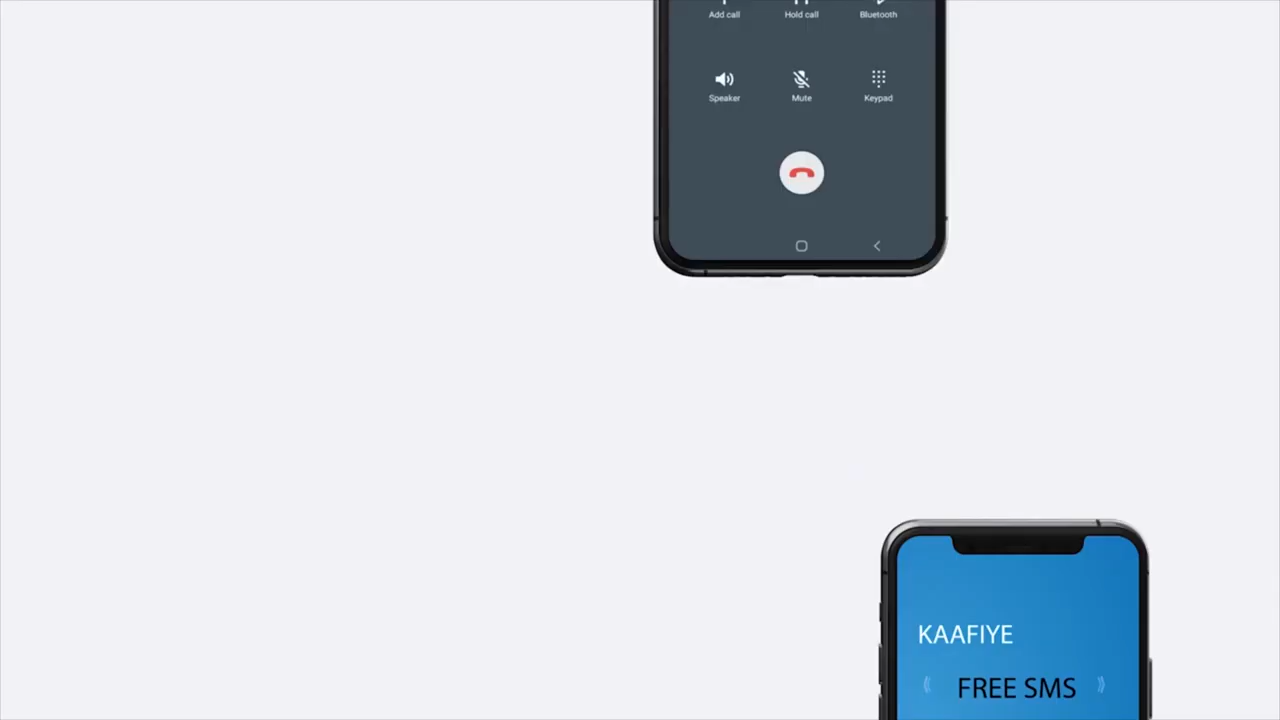 Add call Hold call Bluetooth
Speaker Mute Keypad
KAAFIYE
FREE SMS